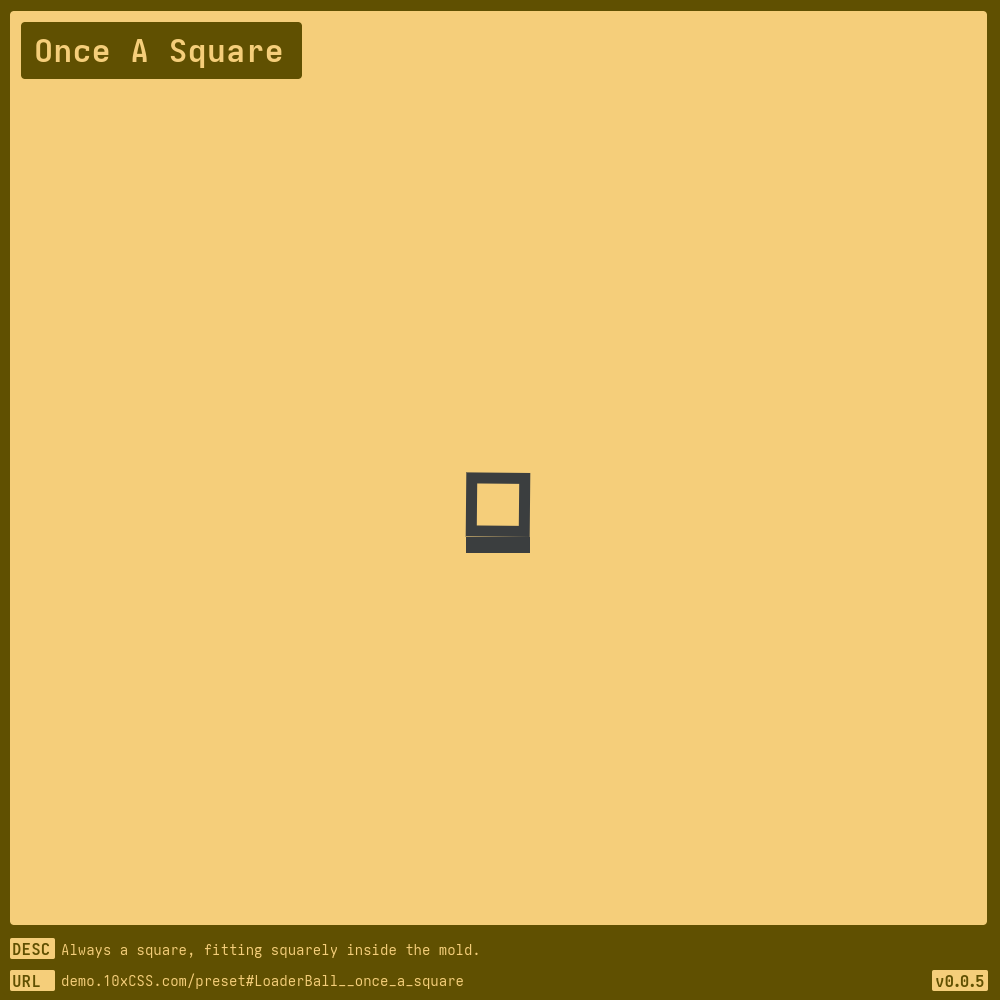 Once A Square
DESC Always a square, fitting squarely inside the mold.
URL demo.10xCSS.com/preset#LoaderBall__once_a_square v0.0.5